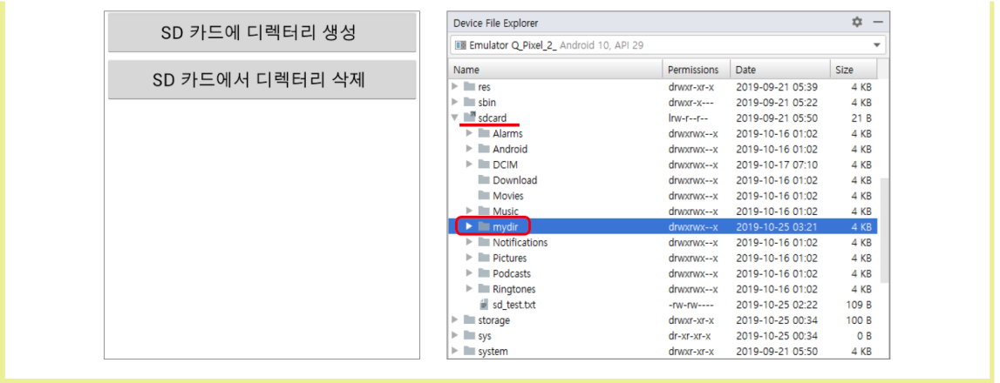 SD 카드에 디렉터리 생성
SD 카드에서 디렉터리 삭제
Device File Explorer
Emulator Q_Pixel_2_ Android 10, API 29
Name Permissions Date Size
res drwxr-xr-x 2019-09-21 05:39 4 KB
sbin drwxr-x--- 2019-09-21 05:22 4 KB
sdcard lrw-r--r-- 2019-09-21 05:50 21 B
Alarms drwxrwx--x 2019-10-16 01:02 4 KB
Android drwxrwx--x 2019-10-16 01:02 4 KB
DCIM drwxrwx--x 2019-10-17 07:10 4 KB
Download drwxrwx--x 2019-10-16 01:02 4 KB
Movies drwxrwx--x 2019-10-16 01:02 4 KB
Music drwxrwx--x 2019-10-16 01:02 4 KB
mydir drwxrwx--x 2019-10-25 03:21 4 KB
Notifications drwxrwx--x 2019-10-16 01:02 4 KB
Pictures drwxrwx--x 2019-10-16 01:02 4 KB
Podcasts drwxrwx--x 2019-10-16 01:02 4 KB
Ringtones drwxrwx--x 2019-10-16 01:02 4 KB
sd_test.txt -rw-rw---- 2019-10-25 02:22 109 B
storage drwxr-xr-x 2019-10-25 00:34 100 B
sys dr-xr-xr-x 2019-10-25 00:34 0 B
system drwxr-xr-x 2019-09-21 05:50 4 KB